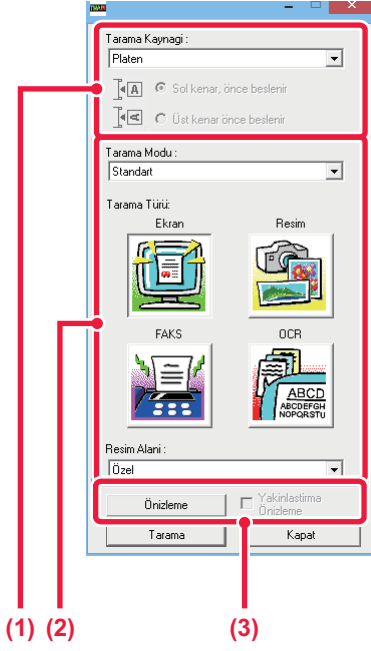 TWAIN
Tarama Kaynagi :
Platen
A
Sol kenar, önce beslenir
A
Üst kenar önce beslenir
Tarama Modu :
Standart
Tarama Türü:
Ekran
Resim
FAKS
OCR
ABCD
ABCDEFGH
NOPQRSTU
Resim Alani :
Özel
Önizleme
Yakinlastirma
Önizleme
Tarama
Kapat
(1) (2) (3)